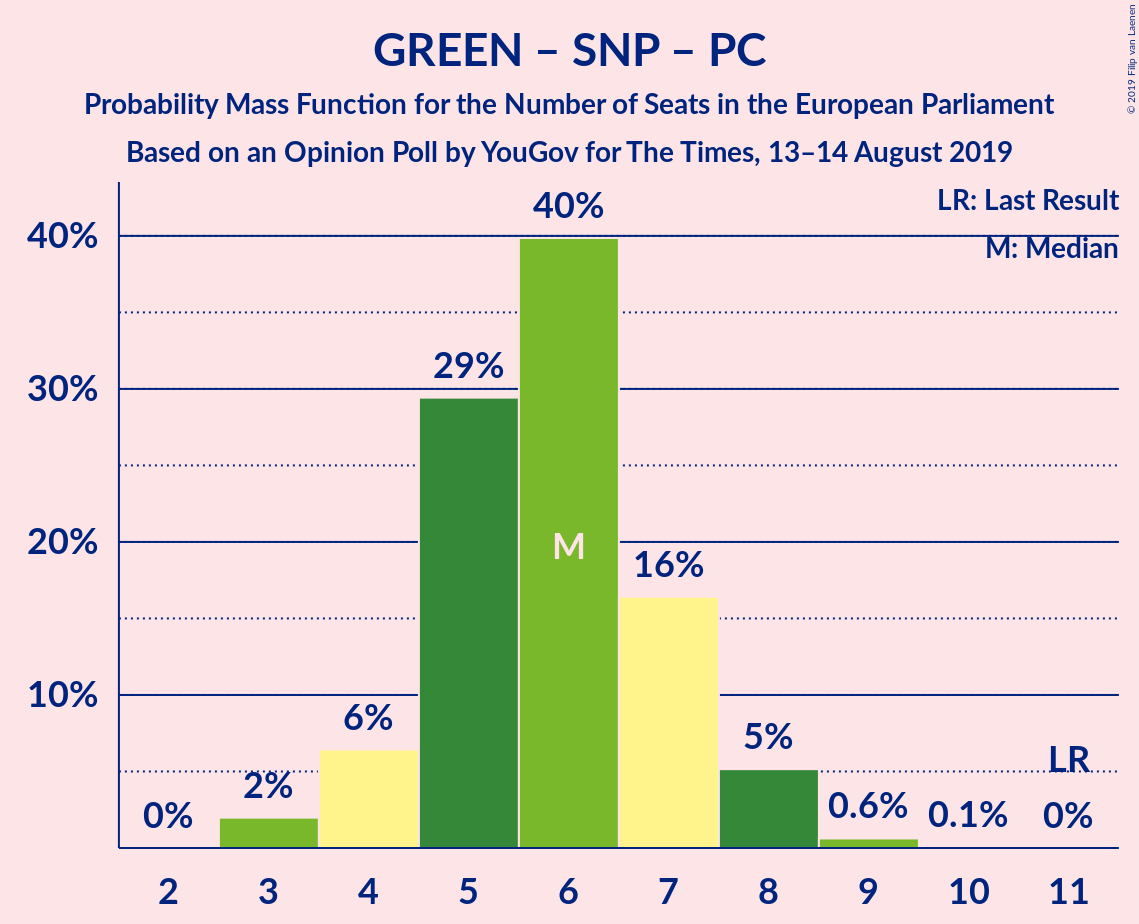 GREEN – SNP – PC
Probability Mass Function for the Number of Seats in the European Parliament
Based on an Opinion Poll by YouGov for The Times, 13–14 August 2019
© 2019 Filip van Laenen
LR: Last Result
M: Median
40%
30%
20%
10%
0%
2%
6%
29%
40%
M
16%
5%
0.6%
0.1%
LR
0%
2 3 4 5 6 7 8 9 10 11